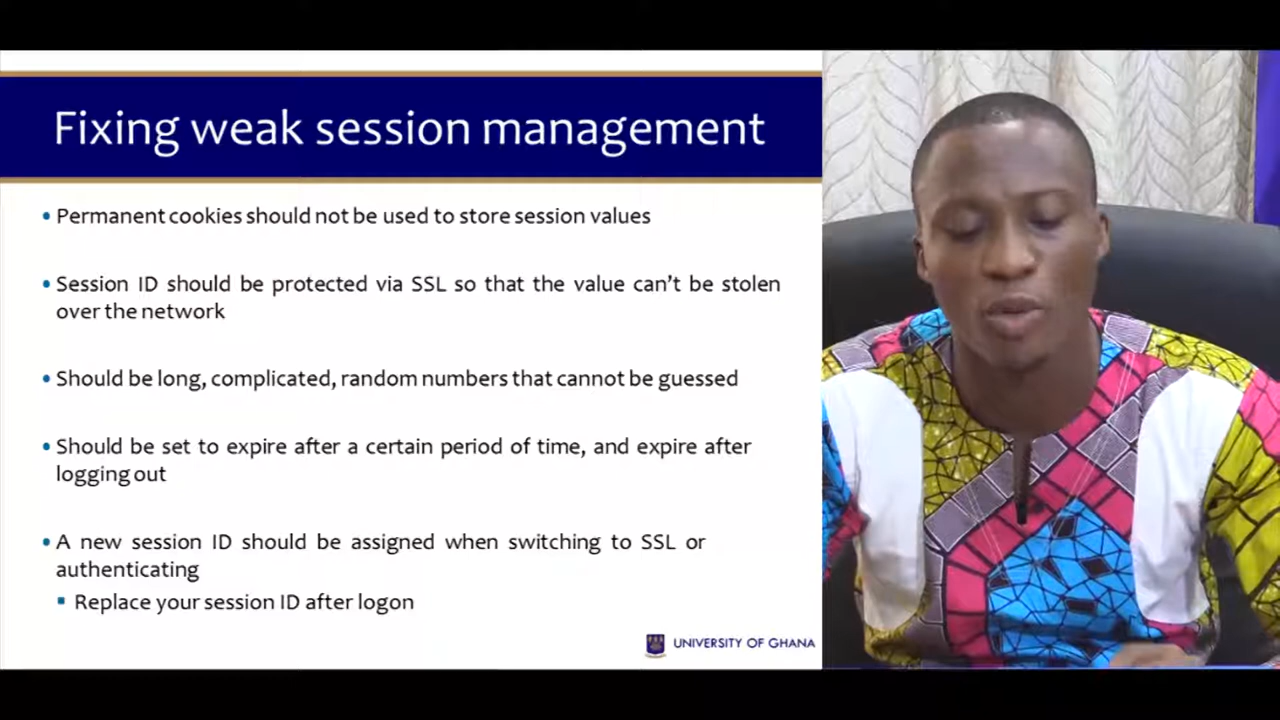 Fixing weak session management
• Permanent cookies should not be used to store session values
• Session ID should be protected via SSL so that the value can't be stolen
over the network
• Should be long, complicated, random numbers that cannot be guessed
• Should be set to expire after a certain period of time, and expire after
logging out
• A new session ID should be assigned when switching to SSL or
authenticating
▪ Replace your session ID after logon
UNIVERSITY OF GHANA